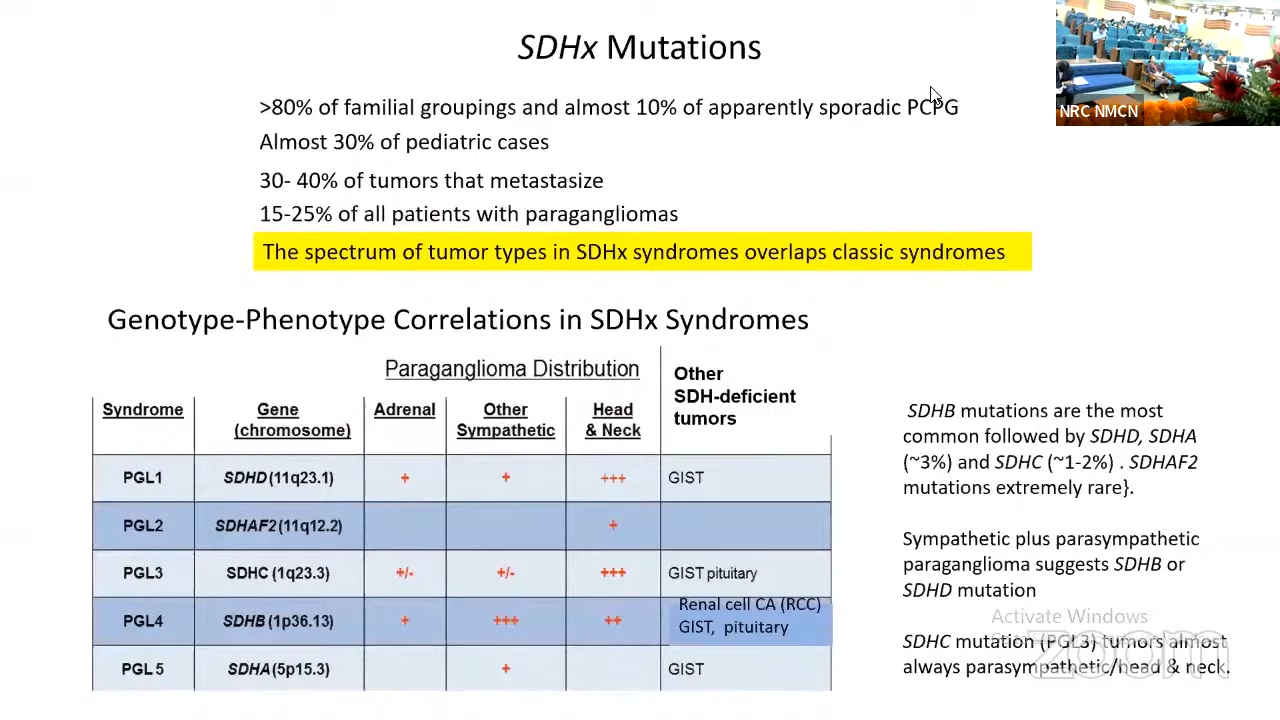 SDHx Mutations
>80% of familial groupings and almost 10% of apparently sporadic PCPG
Almost 30% of pediatric cases
30- 40% of tumors that metastasize
15-25% of all patients with paragangliomas
The spectrum of tumor types in SDHx syndromes overlaps classic syndromes
NRC NMCN
Genotype-Phenotype Correlations in SDHx Syndromes
Paraganglioma Distribution
Other
SDH-deficient
tumors
Syndrome Gene Adrenal Other Head
(chromosome) Sympathetic & Neck
PGL1 SDHD (11q23.1) + + +++ GIST
PGL2 SDHAF2 (11q12.2) +
PGL3 SDHC (1q23.3) +/- +/- +++ GIST pituitary
Renal cell CA (RCC)
PGL4 SDHB (1p36.13) + +++ ++ GIST, pituitary
PGL 5 SDHA (5p15.3) + GIST
SDHB mutations are the most
common followed by SDHD, SDHA
(~3%) and SDHC (~1-2%) . SDHAF2
mutations extremely rare}.
Sympathetic plus parasympathetic
paraganglioma suggests SDHB or
SDHD mutation
Activate Windows
SDHC mutation (PGL3) tumors almost
always parasympathetic/head & neck.
zoom